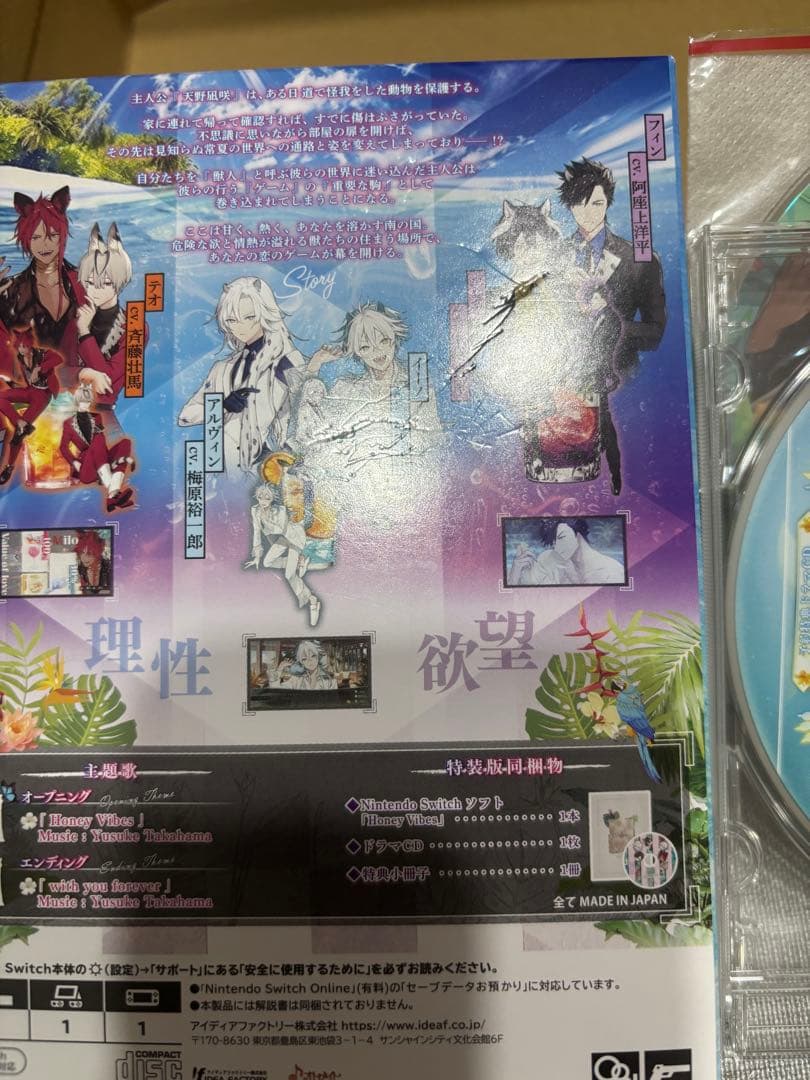 主人公「天野凪咲」は、ある日道で怪我をした動物を保護する。
家に連れて帰って確認すれば、すでに傷はふさがっていた。
不思議に思いながら部屋の扉を開けば、
その先は見知らぬ常夏の世界への通路と姿を変えてしまっており――!?
自分たちを「獣人」と呼ぶ彼らの世界に迷い込んだ主人公は
彼らの行う「ゲーム」の「重要な駒」として
巻き込まれてしまうことになる。
ここは甘く、熱く、あなたを溶かす南の国。
危険な欲と情熱が溢れる獣たちの住まう場所で、
あなたの恋のゲームが幕を開ける。
Story
フィン
cv. 阿座上洋平
テオ
cv. 斉藤壮馬
アルヴィン
cv. 梅原裕一郎
理性
欲望
主題歌
オープニング Opening Theme
「Honey Vibes」
Music : Yusuke Takahama
エンディング Ending Theme
「with you forever」
Music : Yusuke Takahama
特装版同梱物
◆Nintendo Switch ソフト
「Honey Vibes」 ・・・・・・・・・・・・ 1本
◆ドラマCD ・・・・・・・・・・・・ 1枚
◆特典小冊子 ・・・・・・・・・・・・ 1冊
全て MADE IN JAPAN
Switch本体の(設定)→「サポート」にある「安全に使用するために」を必ずお読みください。
●「Nintendo Switch Online」(有料)の「セーブデータお預かり」に対応しています。
●本製品には解説書は同梱されておりません。
アイディアファクトリー株式会社 https://www.ideaf.co.jp/
〒170-8630 東京都豊島区東池袋3-1-4 サンシャインシティ文化会館6F
1
1
対応
COMPACT
disc
アイディアファクトリー株式会社
IDEA FACTORY